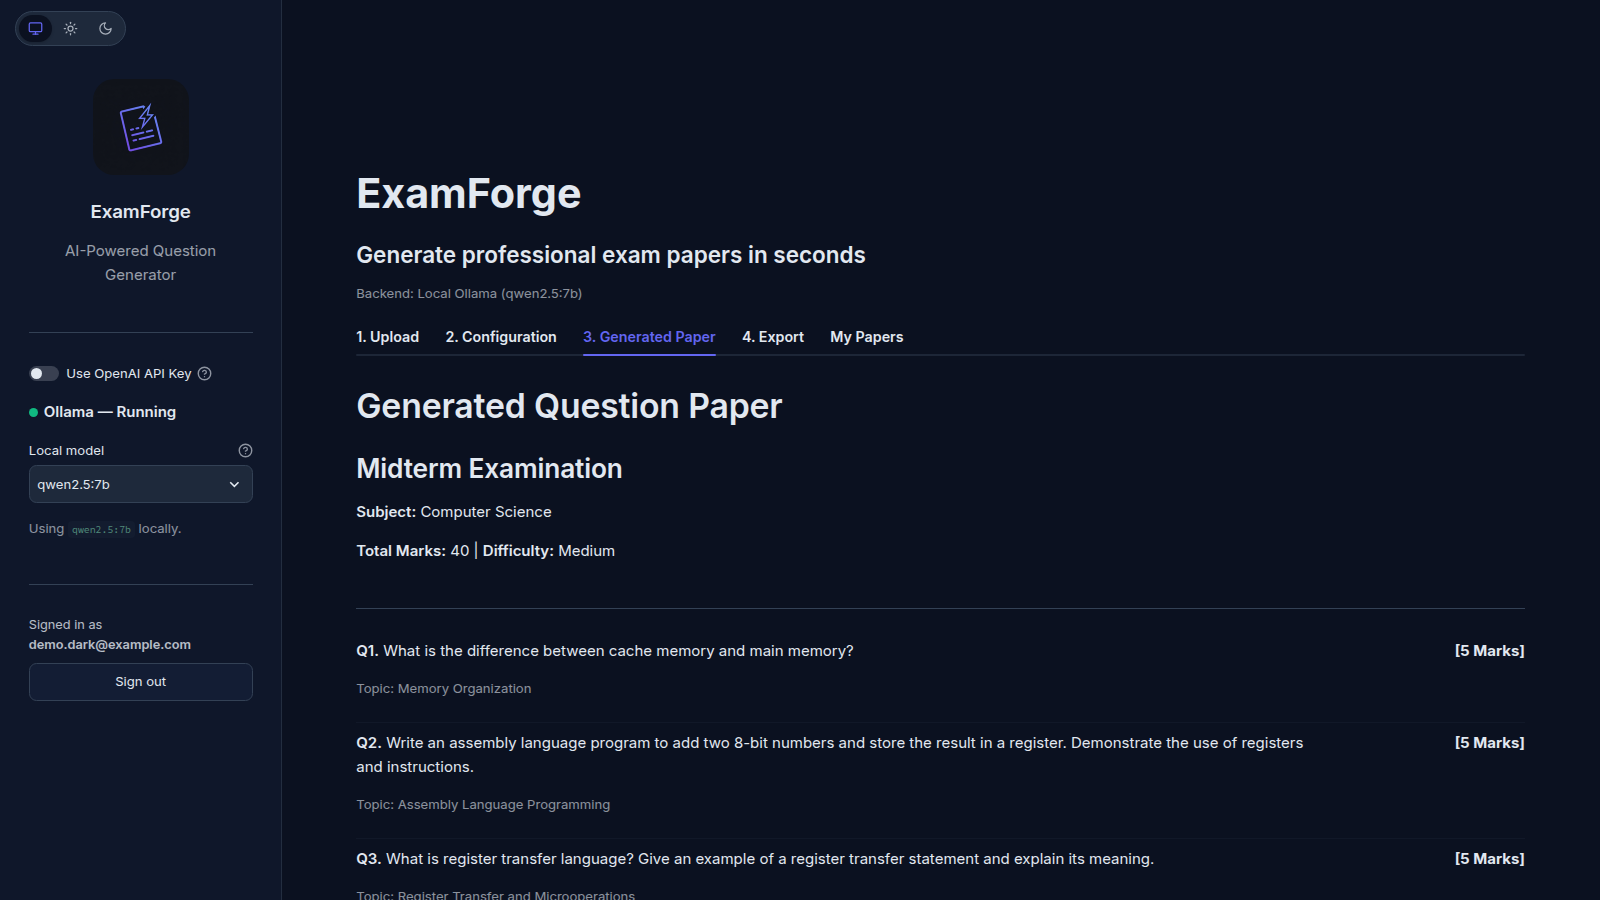 ExamForge
AI-Powered Question
Generator
Use OpenAI API Key
Ollama — Running
Local model
qwen2.5:7b
Using qwen2.5:7b locally.
Signed in as
demo.dark@example.com
Sign out
ExamForge
Generate professional exam papers in seconds
Backend: Local Ollama (qwen2.5:7b)
1. Upload 2. Configuration 3. Generated Paper 4. Export My Papers
Generated Question Paper
Midterm Examination
Subject: Computer Science
Total Marks: 40 | Difficulty: Medium
Q1. What is the difference between cache memory and main memory? [5 Marks]
Topic: Memory Organization
Q2. Write an assembly language program to add two 8-bit numbers and store the result in a register. Demonstrate the use of registers [5 Marks]
and instructions.
Topic: Assembly Language Programming
Q3. What is register transfer language? Give an example of a register transfer statement and explain its meaning. [5 Marks]
Topic: Register Transfer and Microoperations